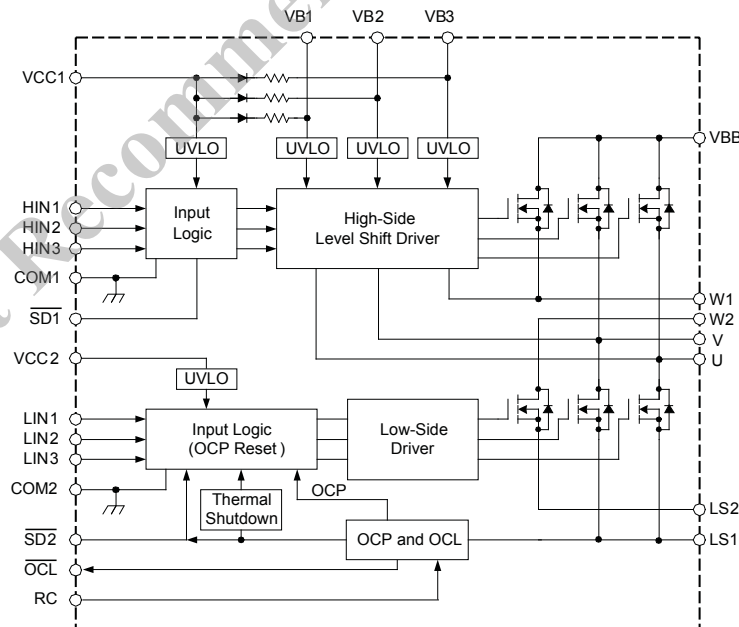 VB1 VB2 VB3
VCC1
VBB
UVLO UVLO UVLO UVLO
HIN1
HIN2
HIN3
Input
Logic
High-Side
Level Shift Driver
COM1
SD1
W1
W2
V
U
VCC2
UVLO
LIN1
LIN2
LIN3
Input Logic
(OCP Reset)
Low-Side
Driver
COM2
OCP
Thermal
Shutdown
LS2
SD2
OCP and OCL
LS1
OCL
RC
Recomme